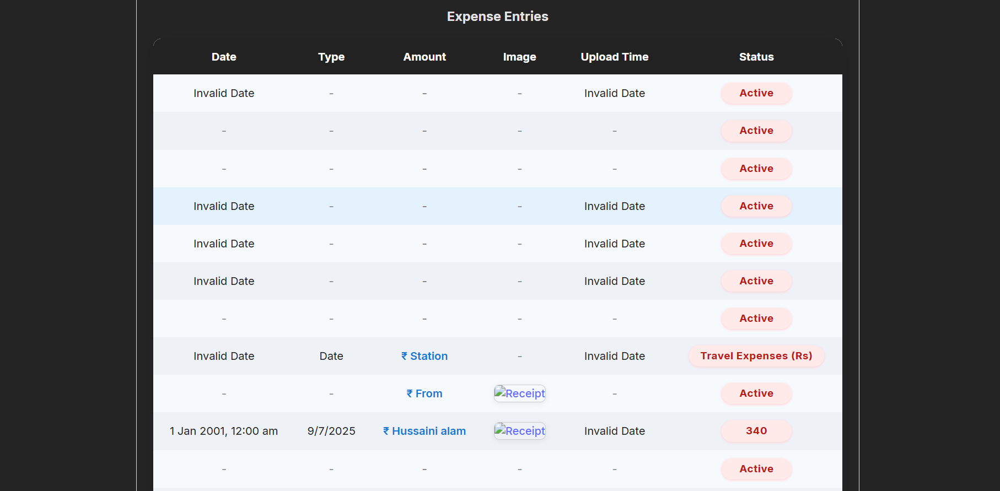 Expense Entries
Date Type Amount Image Upload Time Status
Invalid Date - - - Invalid Date Active
- - - - - Active
- - - - - Active
Invalid Date - - - Invalid Date Active
Invalid Date - - - Invalid Date Active
Invalid Date - - - Invalid Date Active
- - - - - Active
Invalid Date Date ₹ Station - Invalid Date Travel Expenses (Rs)
- - ₹ From Receipt - Active
1 Jan 2001, 12:00 am 9/7/2025 ₹ Hussaini alam Receipt Invalid Date 340
- - - - - Active